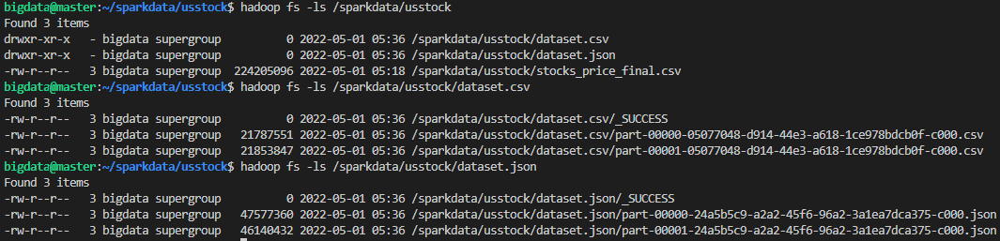 bigdata@master:~/sparkdata/usstock$ hadoop fs -ls /sparkdata/usstock
Found 3 items
drwxr-xr-x   - bigdata supergroup          0 2022-05-01 05:36 /sparkdata/usstock/dataset.csv
drwxr-xr-x   - bigdata supergroup          0 2022-05-01 05:36 /sparkdata/usstock/dataset.json
-rw-r--r--   3 bigdata supergroup  224205096 2022-05-01 05:18 /sparkdata/usstock/stocks_price_final.csv
bigdata@master:~/sparkdata/usstock$ hadoop fs -ls /sparkdata/usstock/dataset.csv
Found 3 items
-rw-r--r--   3 bigdata supergroup          0 2022-05-01 05:36 /sparkdata/usstock/dataset.csv/_SUCCESS
-rw-r--r--   3 bigdata supergroup   21787551 2022-05-01 05:36 /sparkdata/usstock/dataset.csv/part-00000-05077048-d914-44e3-a618-1ce978bdcb0f-c000.csv
-rw-r--r--   3 bigdata supergroup   21853847 2022-05-01 05:36 /sparkdata/usstock/dataset.csv/part-00001-05077048-d914-44e3-a618-1ce978bdcb0f-c000.csv
bigdata@master:~/sparkdata/usstock$ hadoop fs -ls /sparkdata/usstock/dataset.json
Found 3 items
-rw-r--r--   3 bigdata supergroup          0 2022-05-01 05:36 /sparkdata/usstock/dataset.json/_SUCCESS
-rw-r--r--   3 bigdata supergroup   47577360 2022-05-01 05:36 /sparkdata/usstock/dataset.json/part-00000-24a5b5c9-a2a2-45f6-96a2-3a1ea7dca375-c000.json
-rw-r--r--   3 bigdata supergroup   46140432 2022-05-01 05:36 /sparkdata/usstock/dataset.json/part-00001-24a5b5c9-a2a2-45f6-96a2-3a1ea7dca375-c000.json